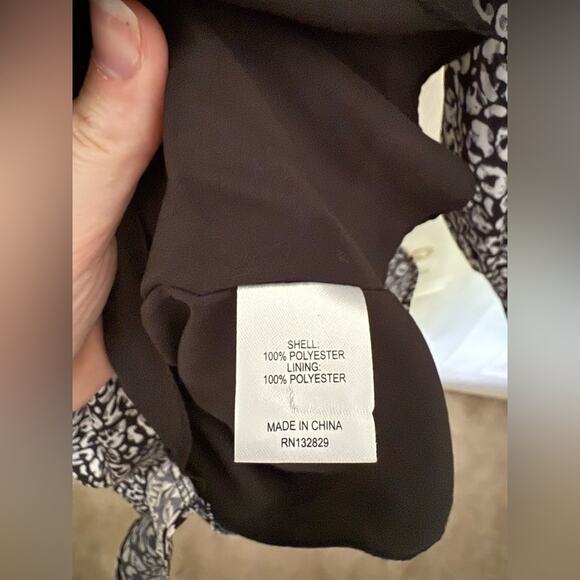 SHELL:
100% POLYESTER
LINING:
100% POLYESTER
MADE IN CHINA
RN132829